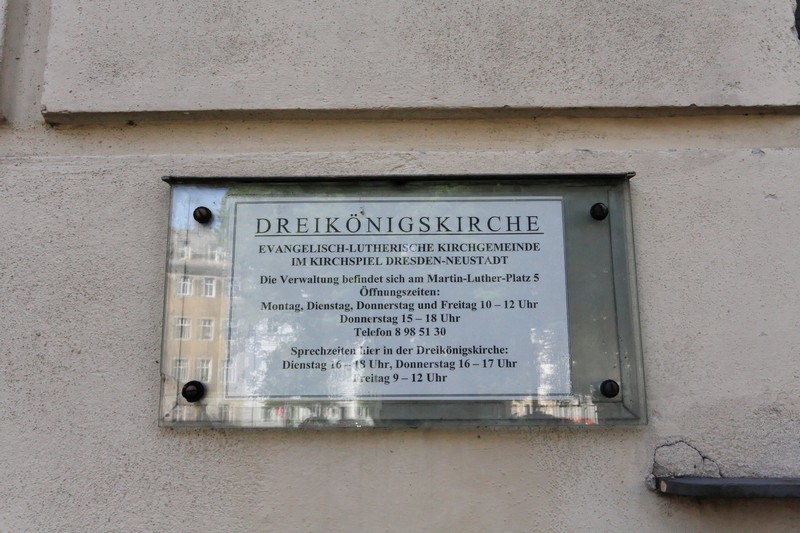 DREIKÖNIGSKIRCHE
EVANGELISCH-LUTHERISCHE KIRCHGEMEINDE
IM KIRCHSPIEL DRESDEN-NEUSTADT
Die Verwaltung befindet sich am Martin-Luther-Platz 5
Öffnungszeiten:
Montag, Dienstag, Donnerstag und Freitag 10 – 12 Uhr
Donnerstag 15 – 18 Uhr
Telefon 8 98 51 30
Sprechzeiten hier in der Dreikönigskirche:
Dienstag 16 – 18 Uhr, Donnerstag 16 – 17 Uhr
Freitag 9 – 12 Uhr